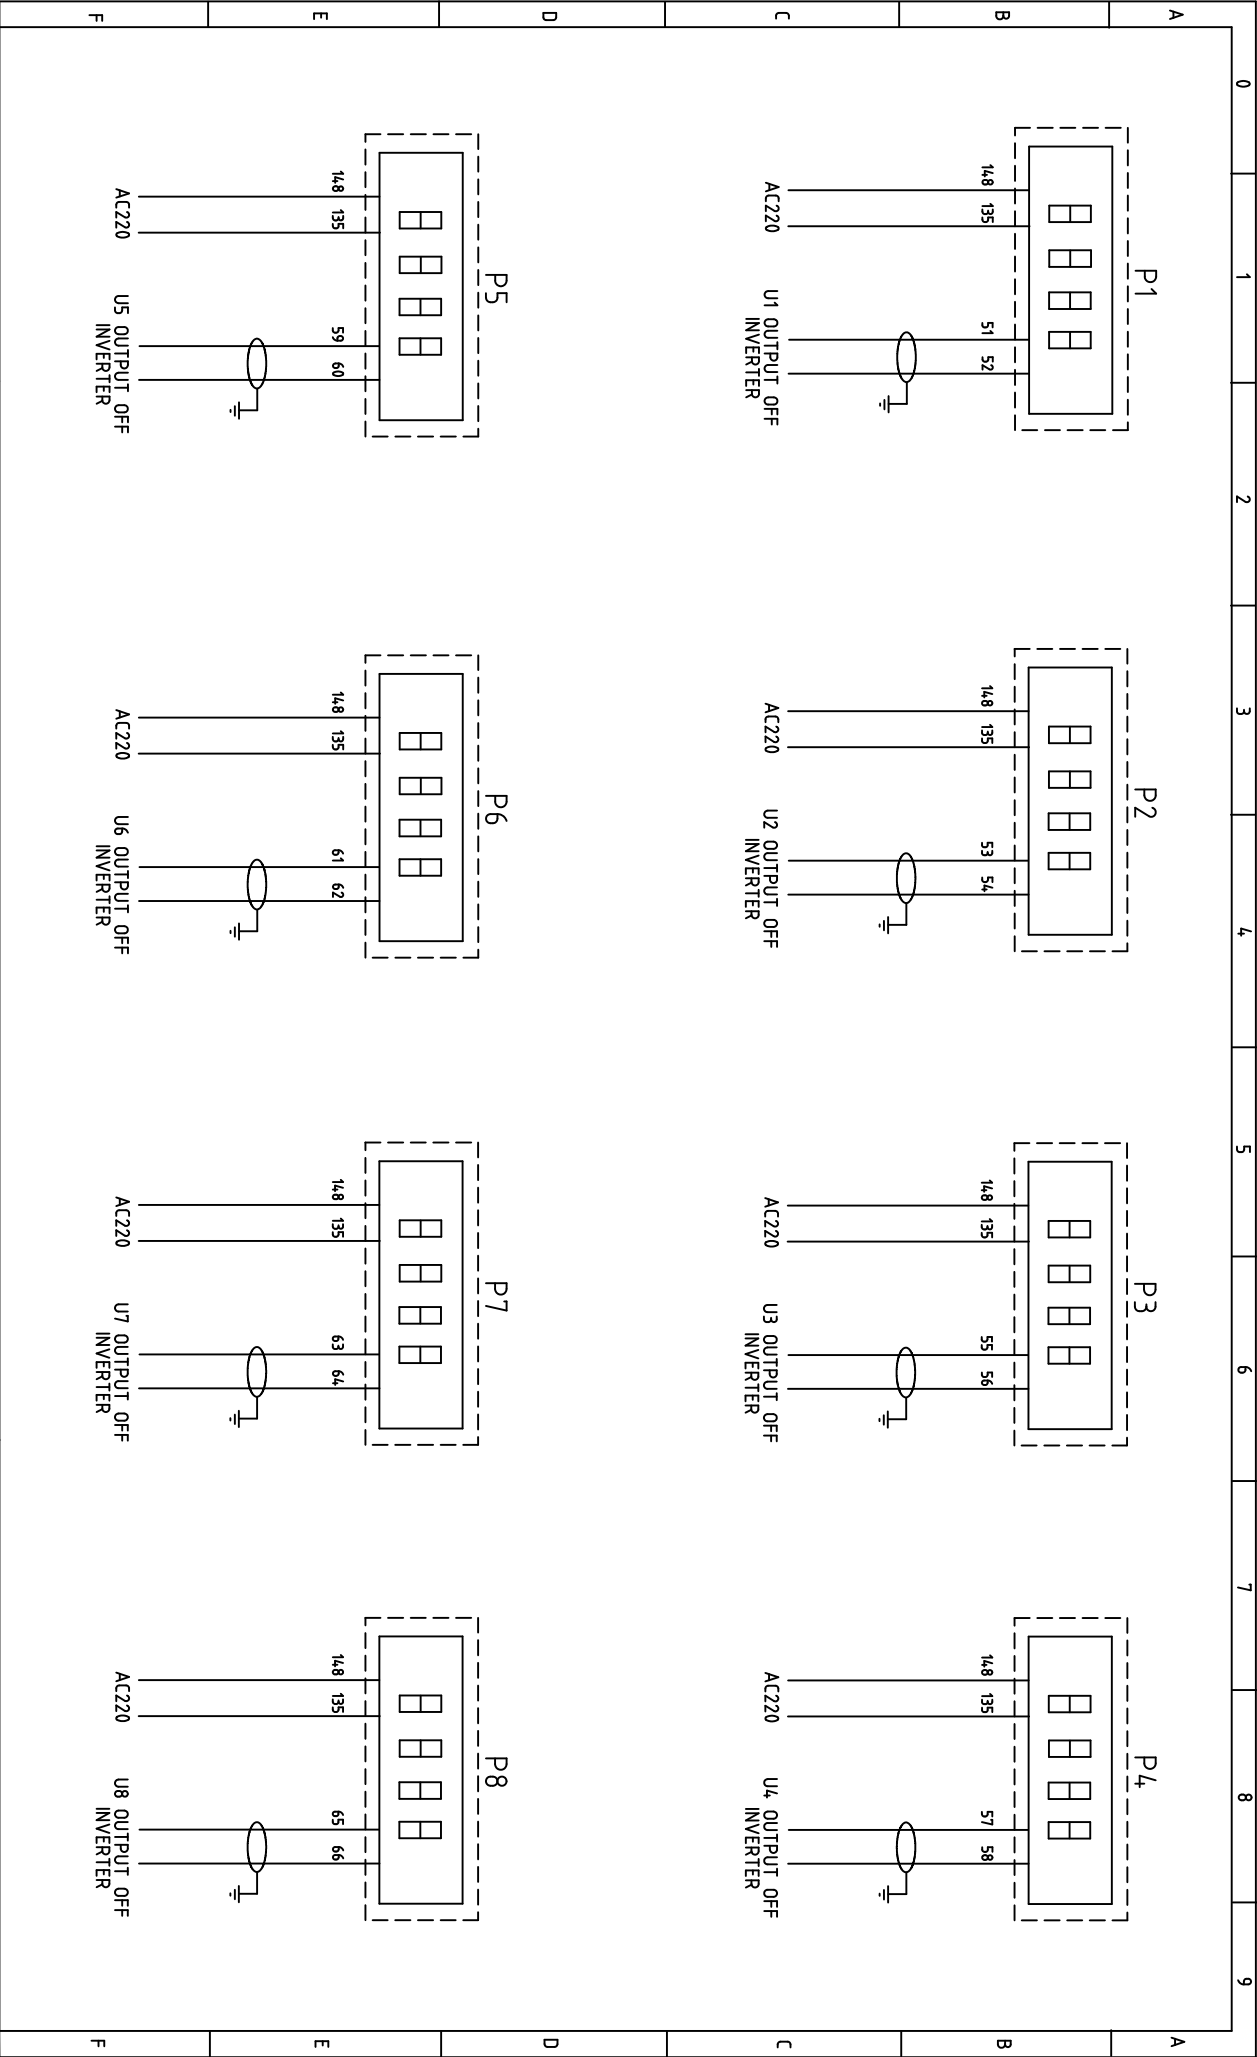 0 1 2 3 4 5 6 7 8 9
A A
B B
C C
D D
E E
F F
P1
148 135 51 52
AC220
U1 OUTPUT OFF
INVERTER
P2
148 135 53 54
AC220
U2 OUTPUT OFF
INVERTER
P3
148 135 55 56
AC220
U3 OUTPUT OFF
INVERTER
P4
148 135 57 58
AC220
U4 OUTPUT OFF
INVERTER
P5
148 135 59 60
AC220
U5 OUTPUT OFF
INVERTER
P6
148 135 61 62
AC220
U6 OUTPUT OFF
INVERTER
P7
148 135 63 64
AC220
U7 OUTPUT OFF
INVERTER
P8
148 135 65 66
AC220
U8 OUTPUT OFF
INVERTER